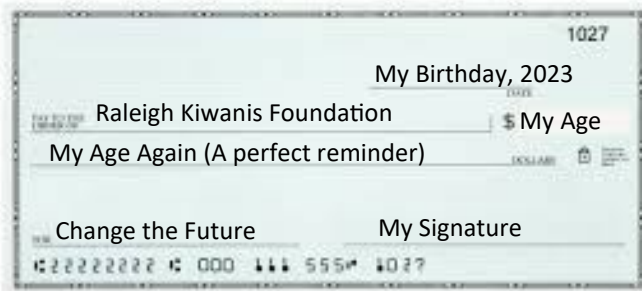 1027
My Birthday, 2023
DATE
PAY TO THE
ORDER OF Raleigh Kiwanis Foundation $ My Age
My Age Again (A perfect reminder) DOLLARS
FOR Change the Future My Signature
⑆22222222⑆ 000 111 555⑈ 1027